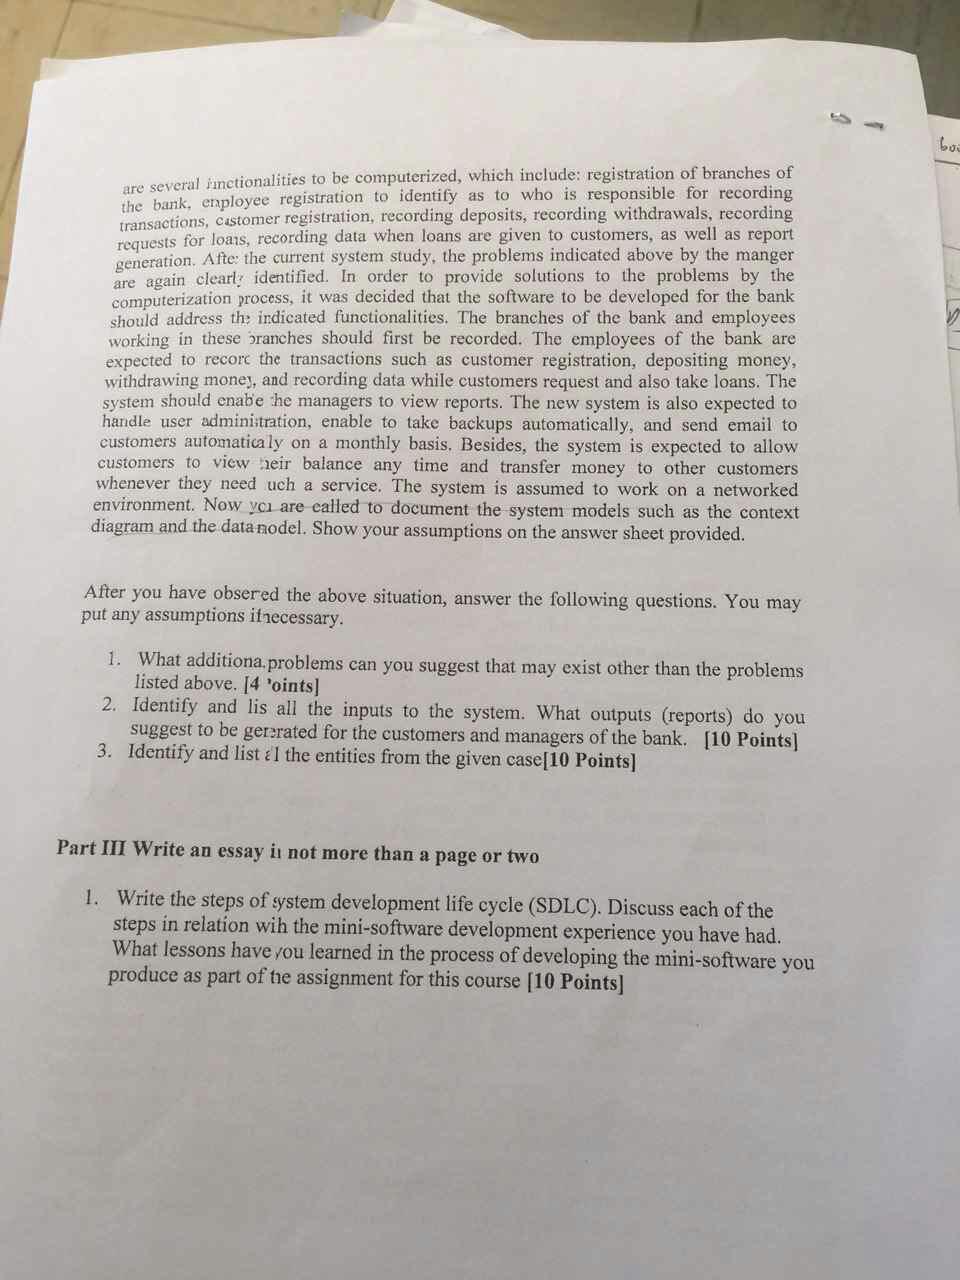 boo
are several functionalities to be computerized, which include: registration of branches of
the bank, employee registration to identify as to who is responsible for recording
transactions, customer registration, recording deposits, recording withdrawals, recording
requests for loans, recording data when loans are given to customers, as well as report
generation. After the current system study, the problems indicated above by the manger
are again clearly identified. In order to provide solutions to the problems by the
computerization process, it was decided that the software to be developed for the bank
should address the indicated functionalities. The branches of the bank and employees
working in these branches should first be recorded. The employees of the bank are
expected to record the transactions such as customer registration, depositing money,
withdrawing money, and recording data while customers request and also take loans. The
system should enable the managers to view reports. The new system is also expected to
handle user administration, enable to take backups automatically, and send email to
customers automatically on a monthly basis. Besides, the system is expected to allow
customers to view heir balance any time and transfer money to other customers
whenever they need uch a service. The system is assumed to work on a networked
environment. Now you are called to document the system models such as the context
diagram and the data model. Show your assumptions on the answer sheet provided.
After you have observed the above situation, answer the following questions. You may
put any assumptions if necessary.
1. What additional problems can you suggest that may exist other than the problems
listed above. [4 Points]
2. Identify and lis all the inputs to the system. What outputs (reports) do you
suggest to be generated for the customers and managers of the bank. [10 Points]
3. Identify and list all the entities from the given case[10 Points]
Part III Write an essay in not more than a page or two
1. Write the steps of system development life cycle (SDLC). Discuss each of the
steps in relation with the mini-software development experience you have had.
What lessons have you learned in the process of developing the mini-software you
produce as part of the assignment for this course [10 Points]